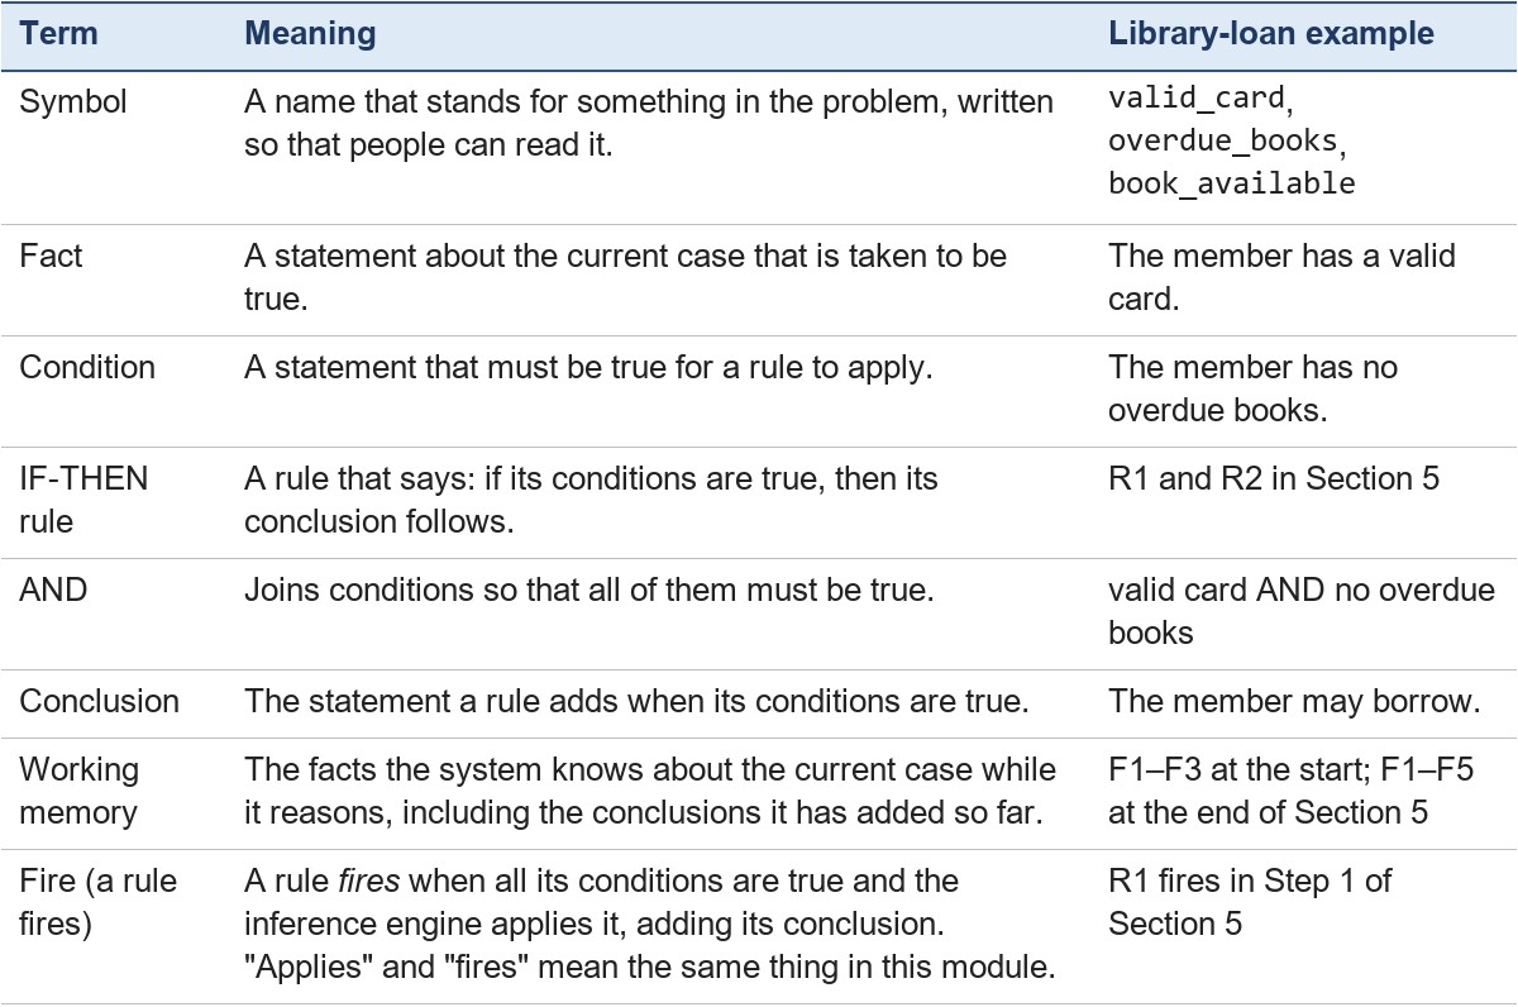 Term Meaning Library-loan example
Symbol A name that stands for something in the problem, written valid_card,
so that people can read it. overdue_books,
book_available
Fact A statement about the current case that is taken to be The member has a valid
true. card.
Condition A statement that must be true for a rule to apply. The member has no
overdue books.
IF-THEN A rule that says: if its conditions are true, then its R1 and R2 in Section 5
rule conclusion follows.
AND Joins conditions so that all of them must be true. valid card AND no overdue
books
Conclusion The statement a rule adds when its conditions are true. The member may borrow.
Working The facts the system knows about the current case while F1–F3 at the start; F1–F5
memory it reasons, including the conclusions it has added so far. at the end of Section 5
Fire (a rule A rule fires when all its conditions are true and the R1 fires in Step 1 of
fires) inference engine applies it, adding its conclusion. Section 5
"Applies" and "fires" mean the same thing in this module.